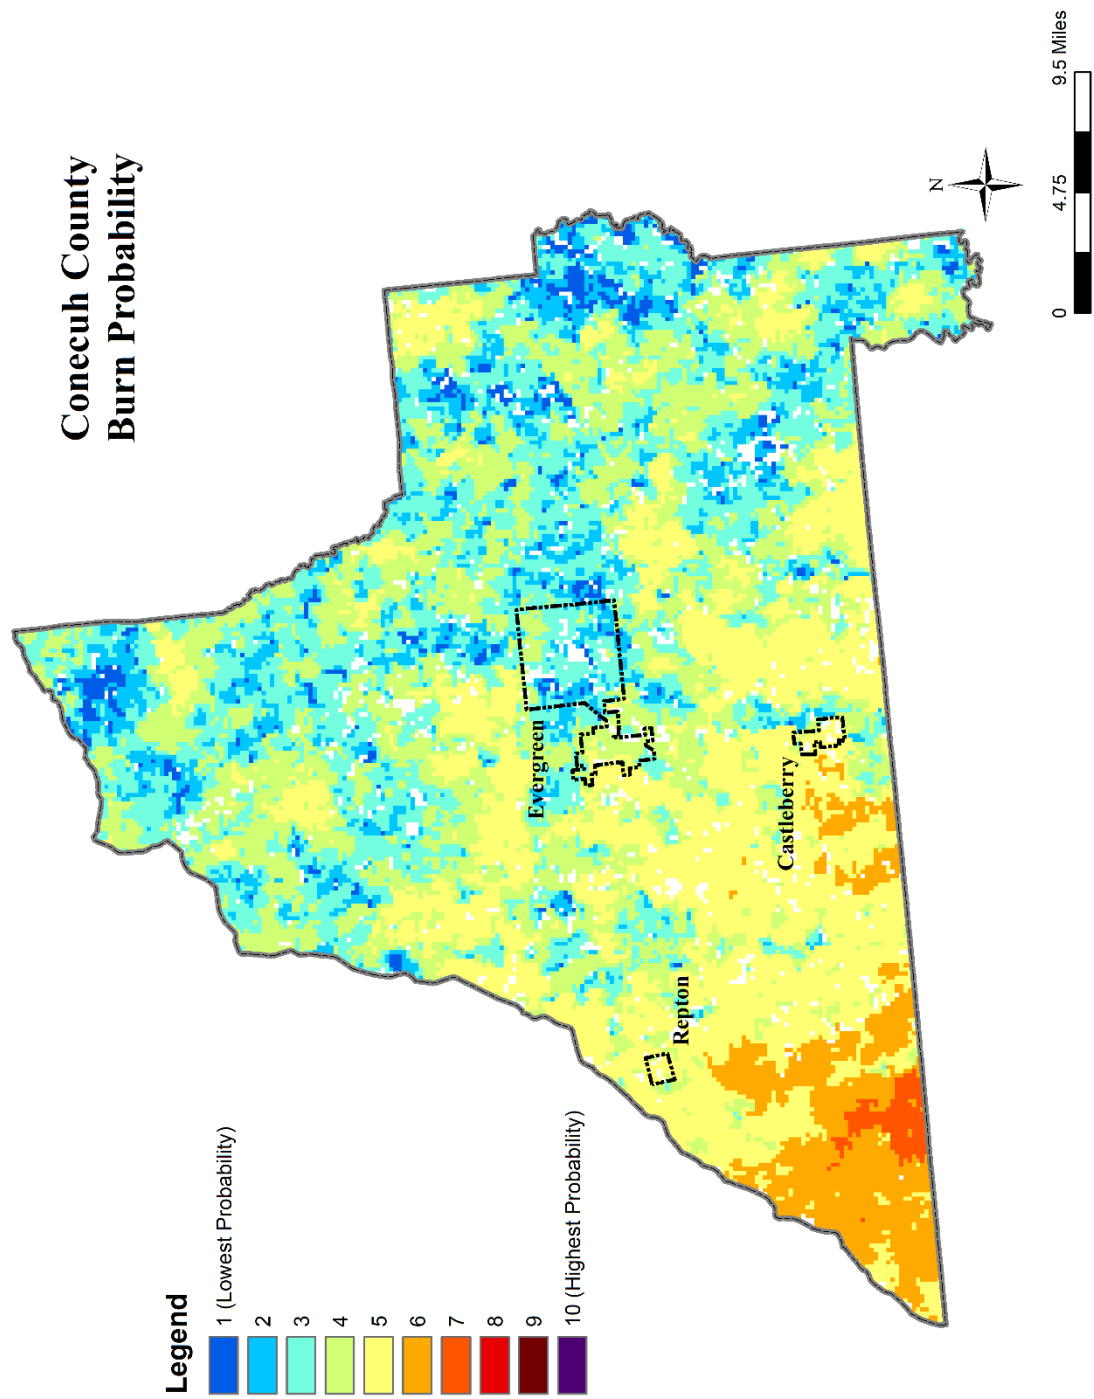 Conecuh County
Burn Probability
Evergreen
Castleberry
Repton
Legend
1 (Lowest Probability)
2
3
4
5
6
7
8
9
10 (Highest Probability)
N
0 4.75 9.5 Miles